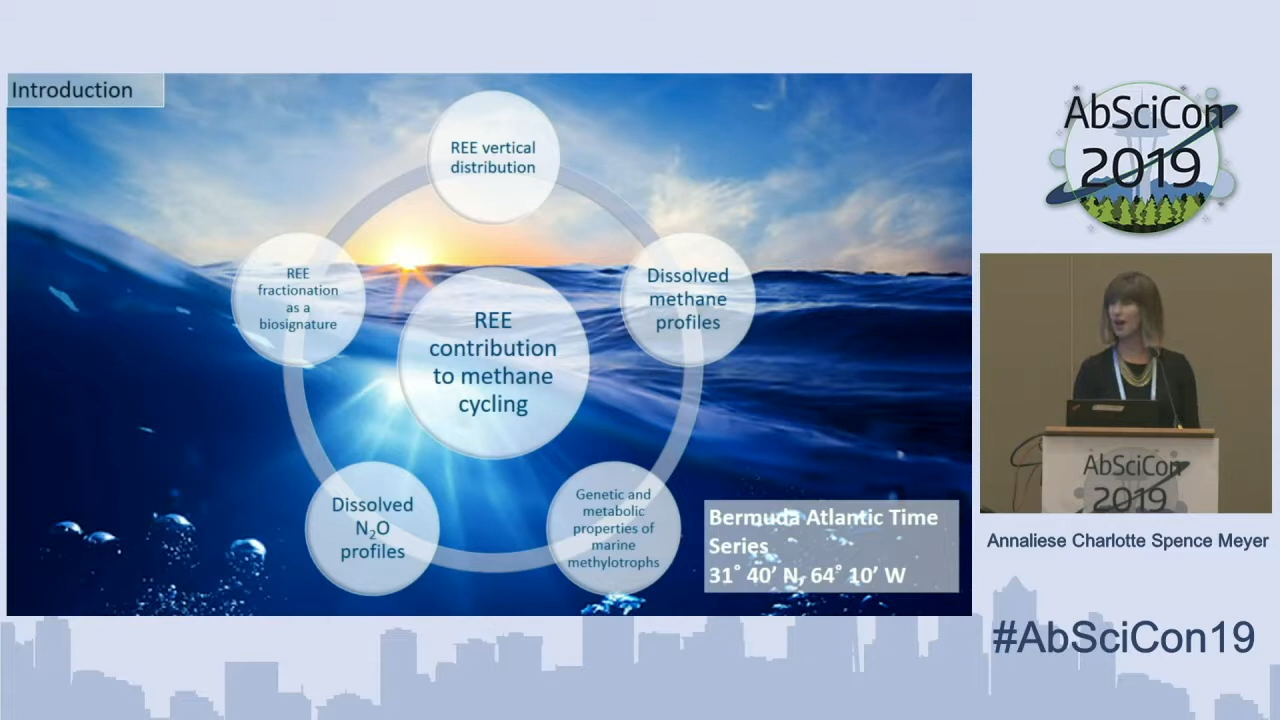 Introduction
REE vertical
distribution
REE
fractionation
as a
biosignature
Dissolved
methane
profiles
REE
contribution
to methane
cycling
Dissolved
N₂O
profiles
Genetic and
metabolic
properties of
marine
methylotrophs
Bermuda Atlantic Time
Series
31˚ 40’ N, 64˚ 10’ W
AbSciCon
2019
AbSciCon
2019
Annaliese Charlotte Spence Meyer
#AbSciCon19